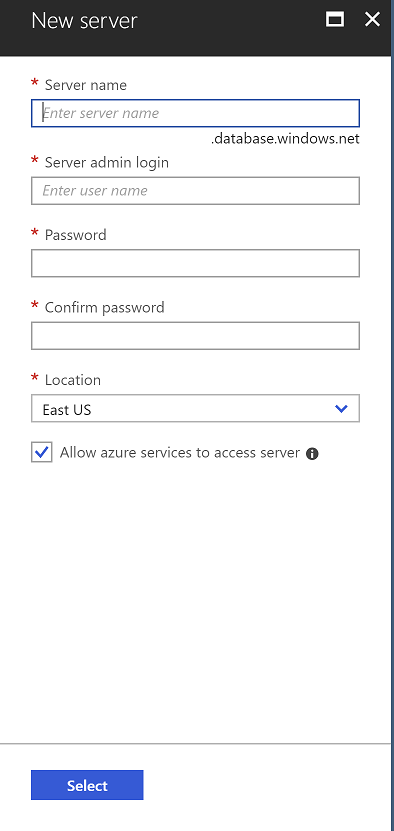 New server
* Server name
Enter server name
.database.windows.net
* Server admin login
Enter user name
* Password
* Confirm password
* Location
East US
Allow azure services to access server
Select